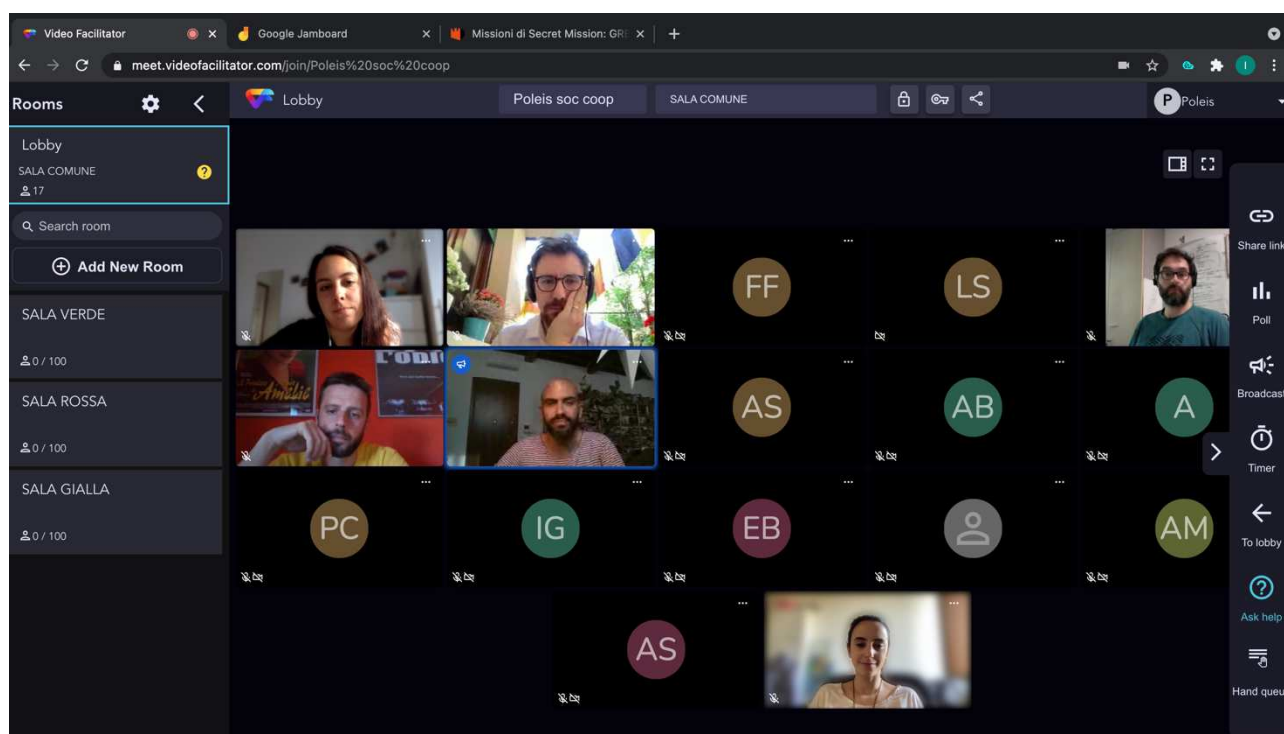 Video Facilitator
Google Jamboard
Missioni di Secret Mission: GRE
meet.videofacilitator.com/join/Poleis%20soc%20coop
I
Rooms
Lobby
Poleis soc coop
SALA COMUNE
P
Poleis
Lobby
SALA COMUNE
17
Search room
Add New Room
SALA VERDE
0 / 100
SALA ROSSA
0 / 100
SALA GIALLA
0 / 100
FF
LS
AS
AB
A
PC
IG
EB
AM
AS
Share link
Poll
Broadcast
Timer
To lobby
Ask help
Hand queu